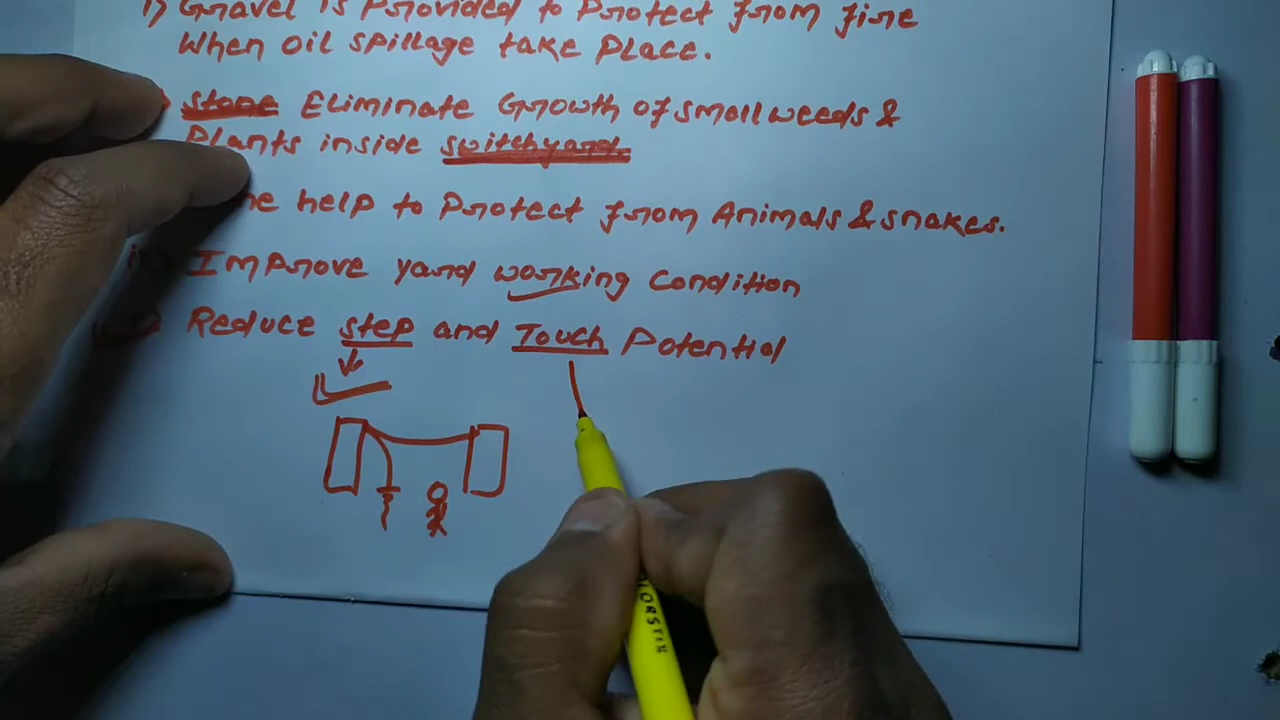 1) Gravel is Provided to Protect from fire
when oil spillage take Place.
stone Eliminate Growth of small weeds &
Plants inside switchyard.
help to Protect from Animals & snakes.
Improve yard working Condition
Reduce step and Touch Potential